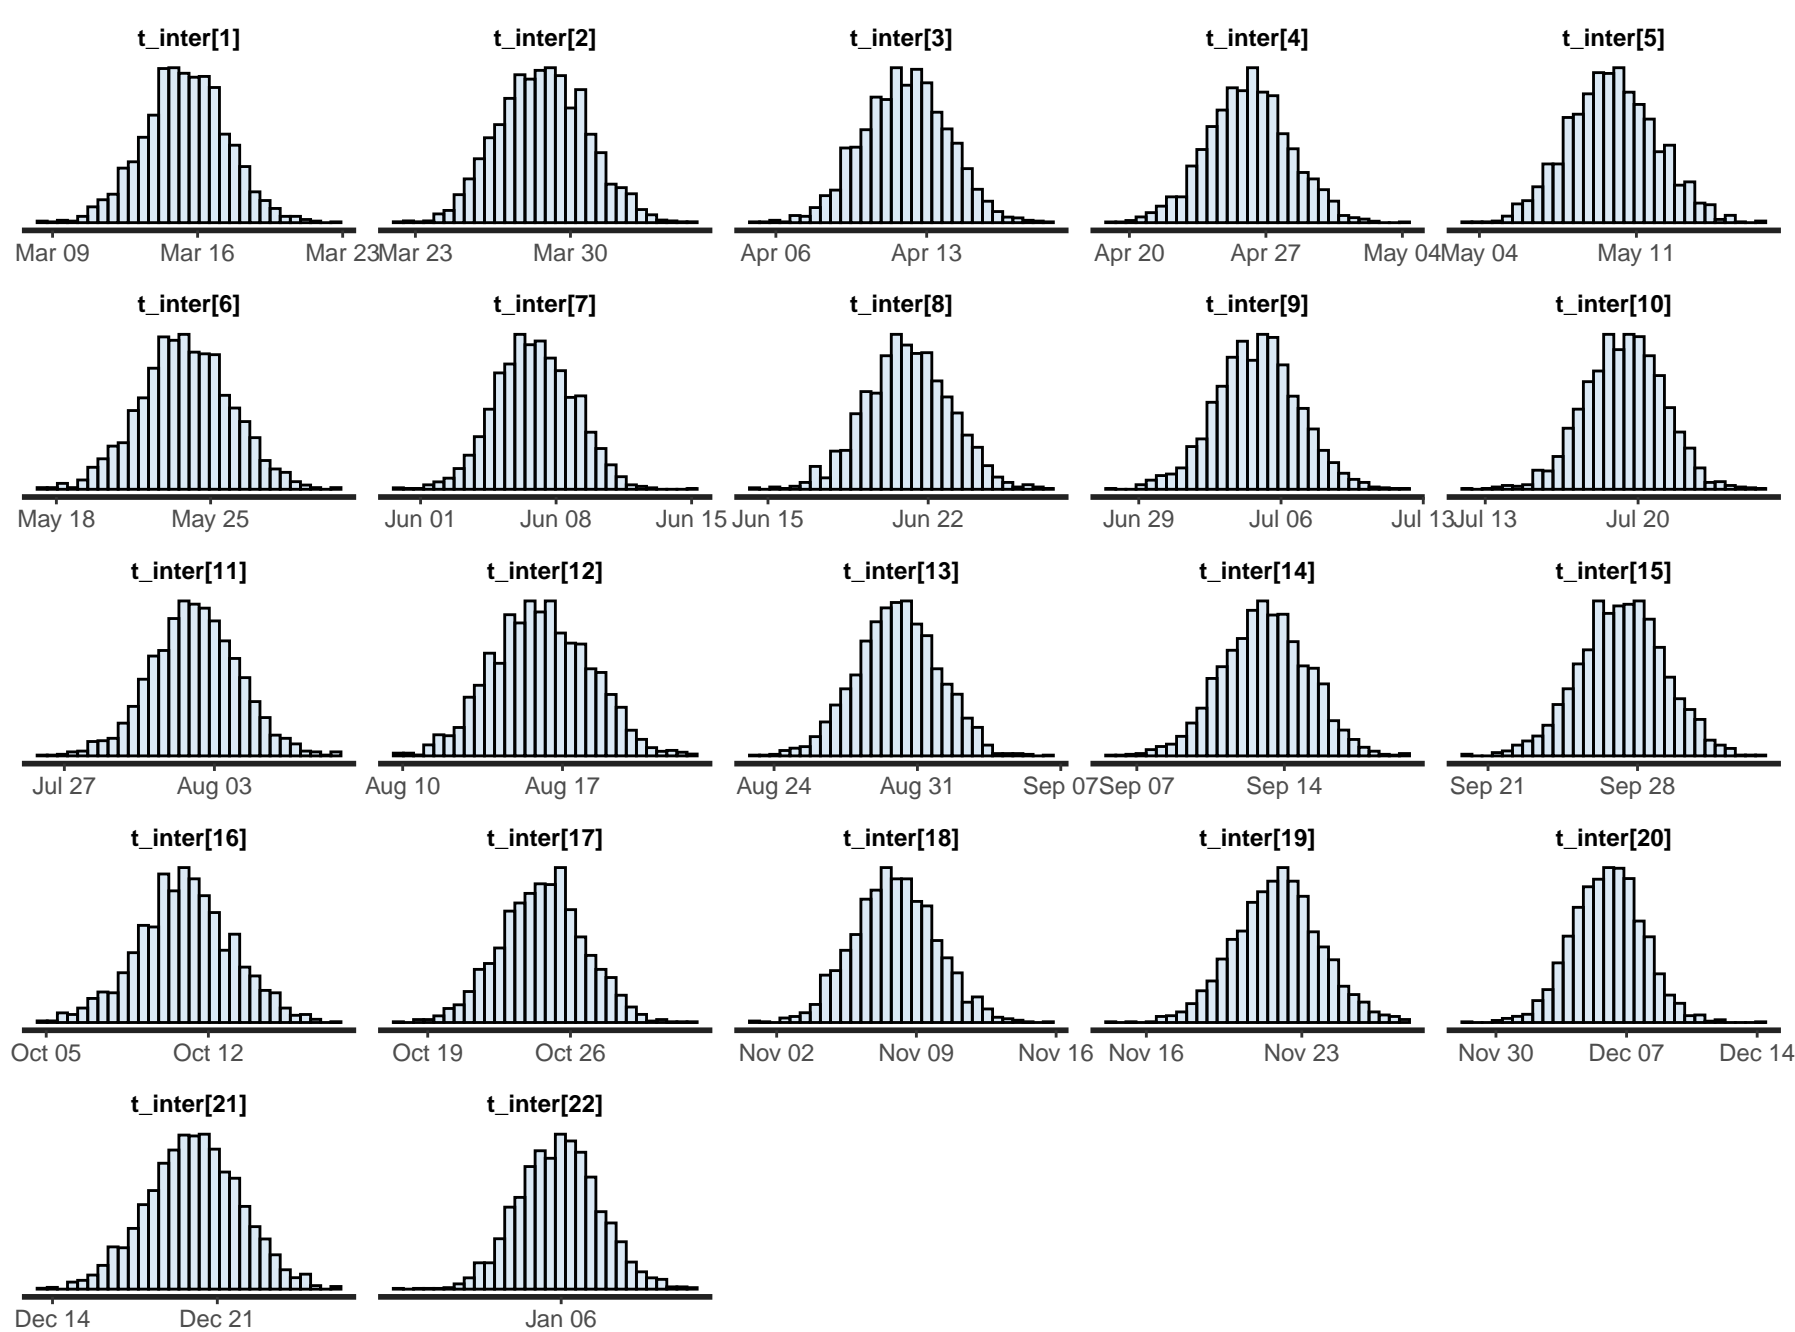 t_inter[1] t_inter[2] t_inter[3] t_inter[4] t_inter[5]
Mar 09 Mar 16 Mar 23 Mar 23 Mar 30 Apr 06 Apr 13 Apr 20 Apr 27 May 04 May 04 May 11
t_inter[6] t_inter[7] t_inter[8] t_inter[9] t_inter[10]
May 18 May 25 Jun 01 Jun 08 Jun 15 Jun 15 Jun 22 Jun 29 Jul 06 Jul 13 Jul 13 Jul 20
t_inter[11] t_inter[12] t_inter[13] t_inter[14] t_inter[15]
Jul 27 Aug 03 Aug 10 Aug 17 Aug 24 Aug 31 Sep 07 Sep 07 Sep 14 Sep 21 Sep 28
t_inter[16] t_inter[17] t_inter[18] t_inter[19] t_inter[20]
Oct 05 Oct 12 Oct 19 Oct 26 Nov 02 Nov 09 Nov 16 Nov 16 Nov 23 Nov 30 Dec 07 Dec 14
t_inter[21] t_inter[22]
Dec 14 Dec 21 Jan 06